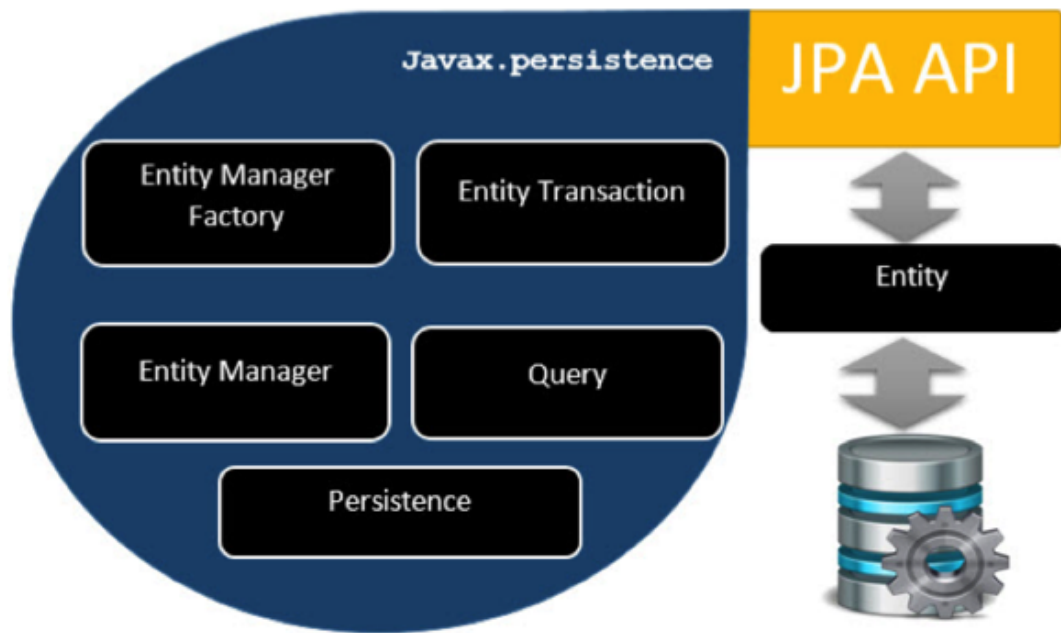 Javax.persistence
JPA API
Entity Manager
Factory
Entity Transaction
Entity
Entity Manager
Query
Persistence